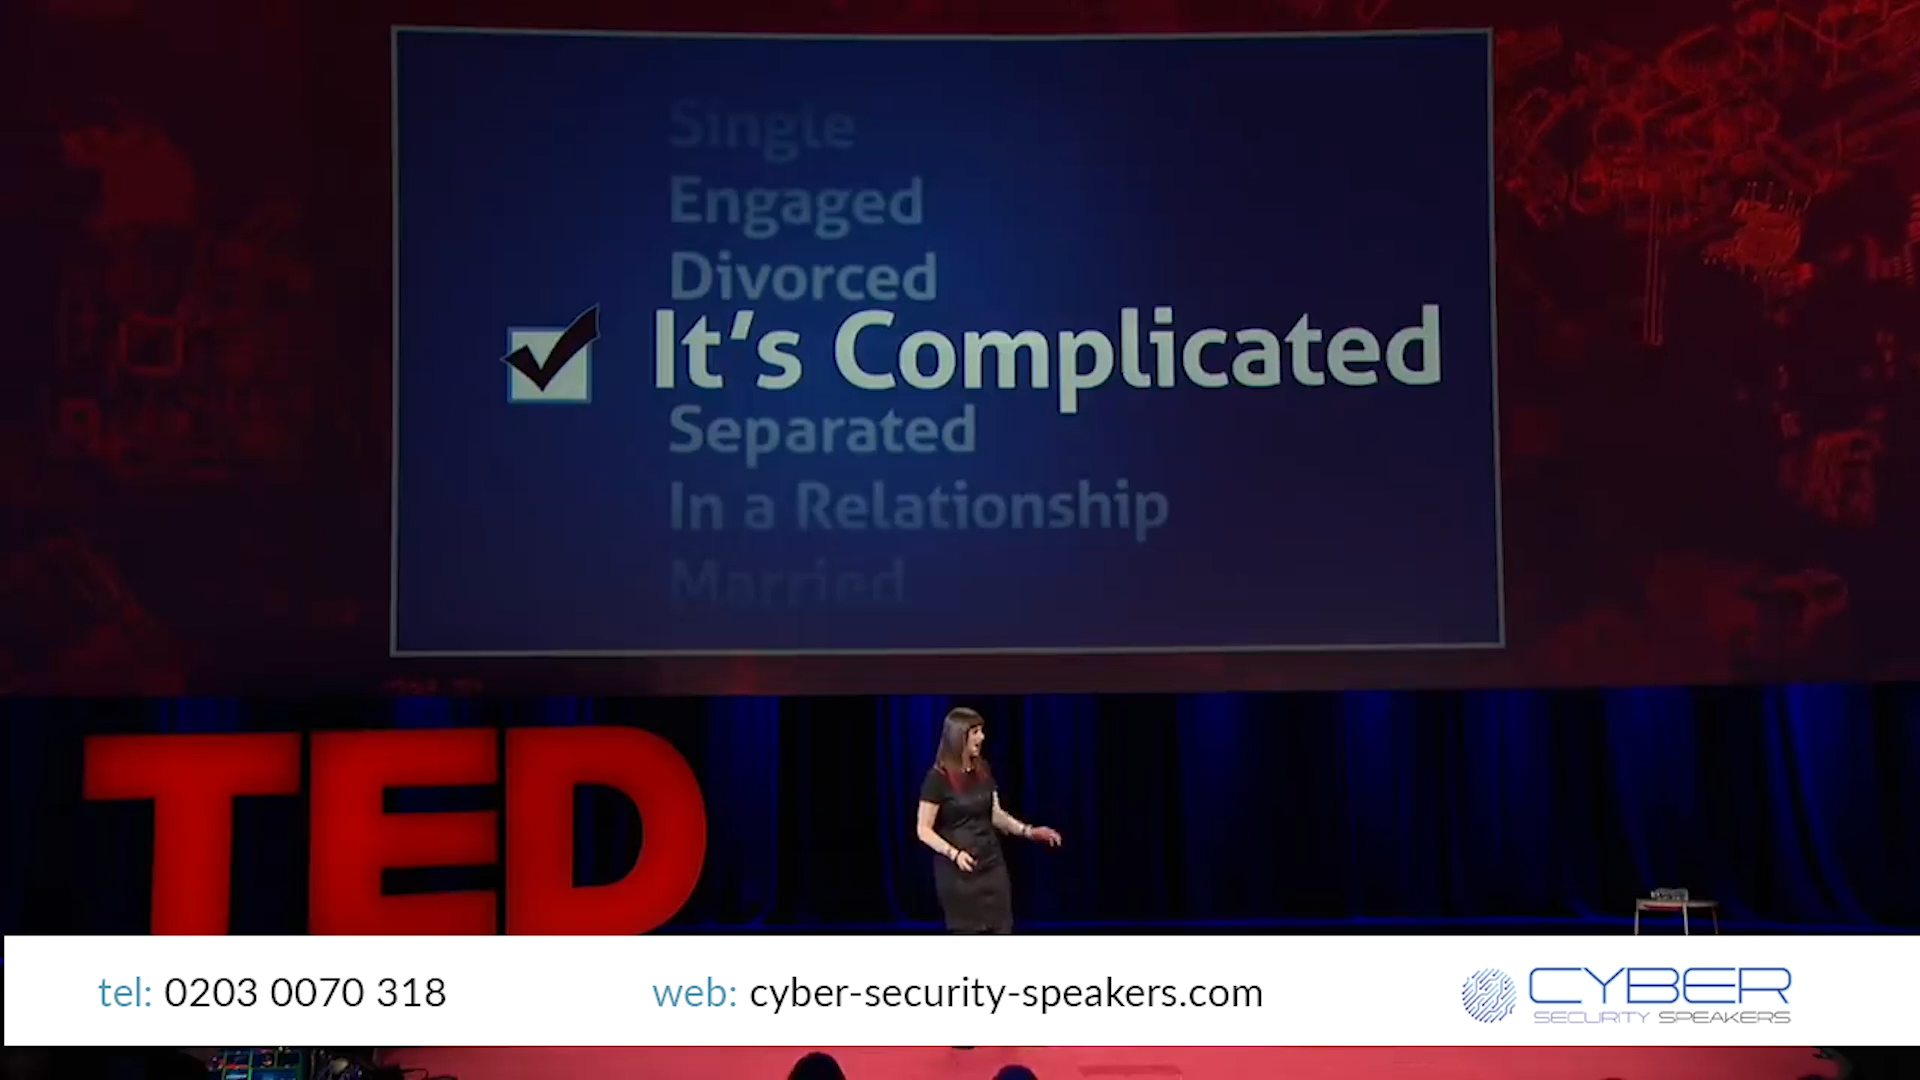 Single
Engaged
Divorced
It's Complicated
Separated
In a Relationship
Married
TED
tel: 0203 0070 318
web: cyber-security-speakers.com
CYBER
SECURITY SPEAKERS